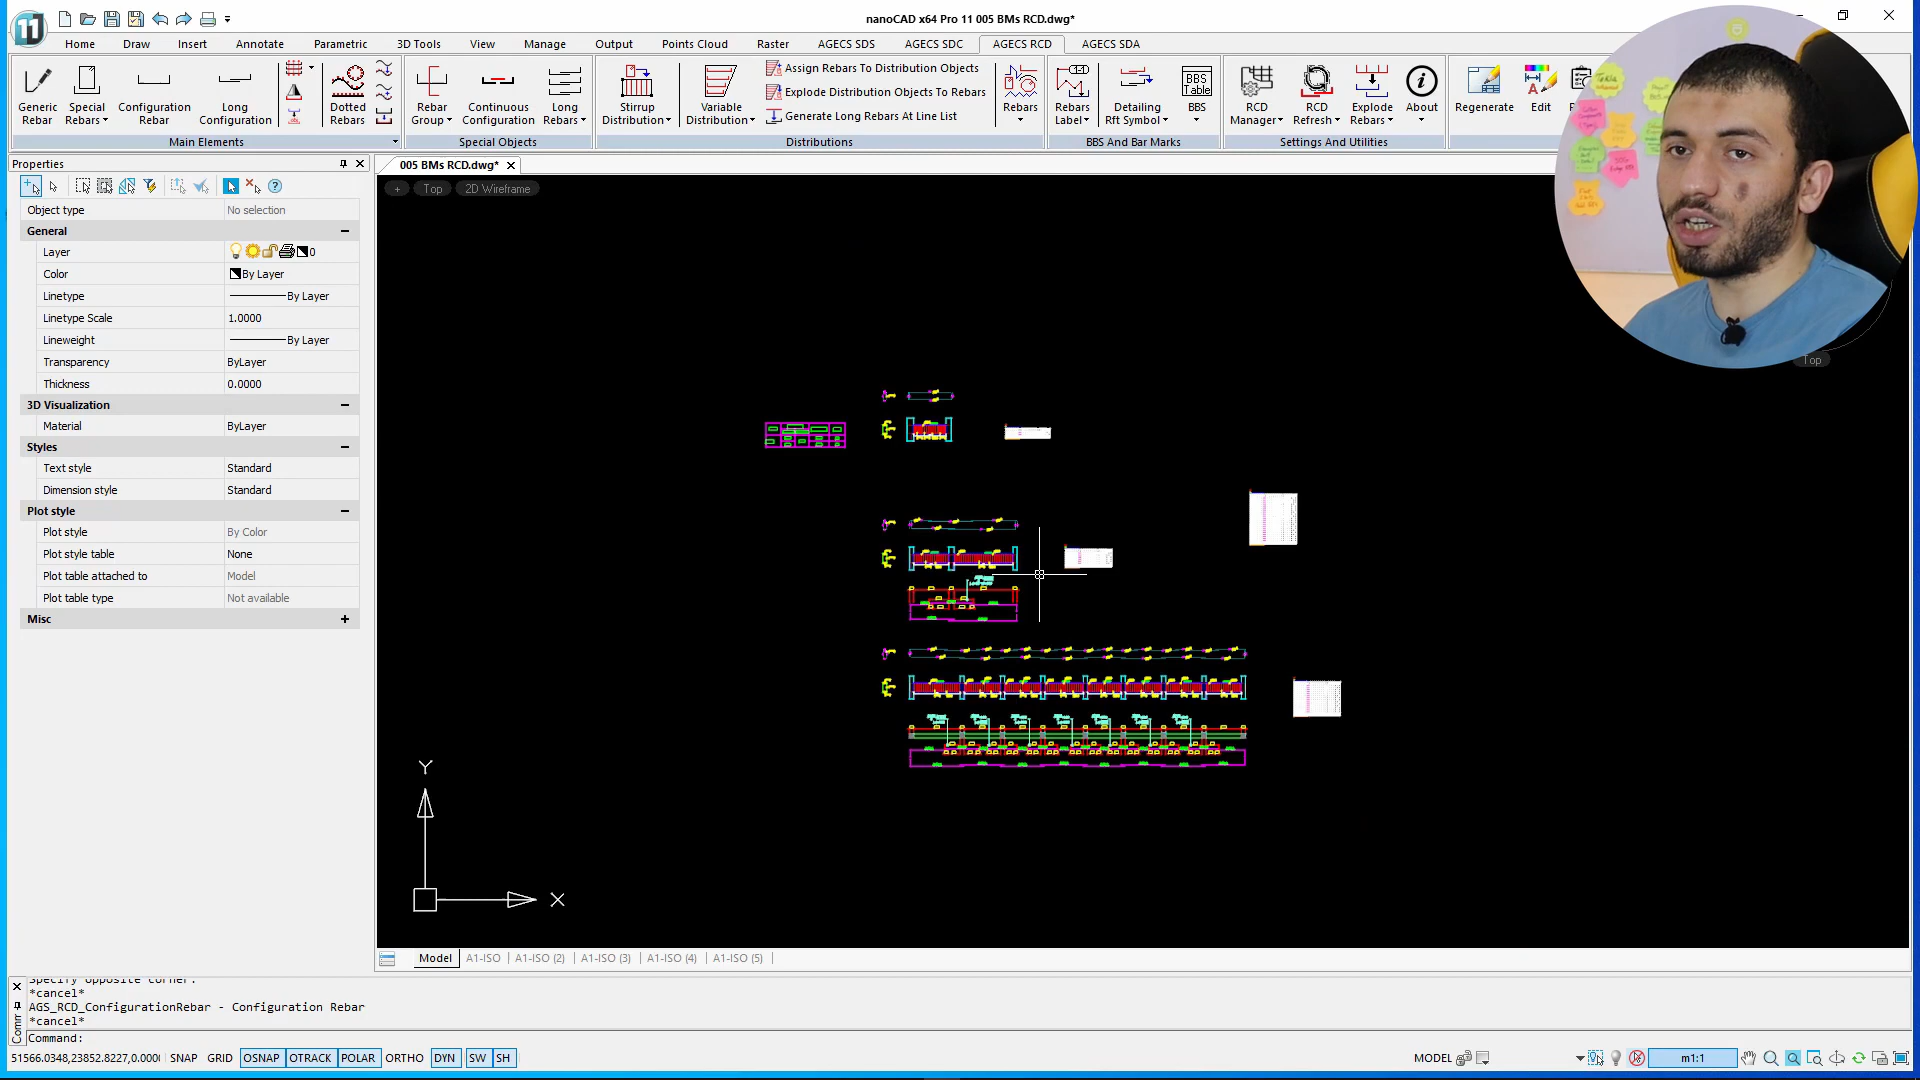 nanoCAD x64 Pro 11 005 BMs RCD.dwg*
Home Draw Insert Annotate Parametric 3D Tools View Manage Output Points Cloud Raster AGECS SDS AGECS SDC AGECS RCD AGECS SDA
Generic Rebar
Special Rebars
Configuration Rebar
Long Configuration
Dotted Rebars
Main Elements
Rebar Group
Continuous Configuration
Long Rebars
Special Objects
Stirrup Distribution
Variable Distribution
Assign Rebars To Distribution Objects
Explode Distribution Objects To Rebars
Generate Long Rebars At Line List
Rebars
Distributions
Rebars Label
Detailing Rft Symbol
BBS Table
BBS
BBS And Bar Marks
RCD Manager
RCD Refresh
Explode Rebars
About
Settings And Utilities
Regenerate
Edit
Properties
005 BMs RCD.dwg*
+ Top 2D Wireframe
Object type No selection
General
Layer 0
Color By Layer
Linetype By Layer
Linetype Scale 1.0000
Lineweight By Layer
Transparency ByLayer
Thickness 0.0000
3D Visualization
Material ByLayer
Styles
Text style Standard
Dimension style Standard
Plot style
Plot style By Color
Plot style table None
Plot table attached to Model
Plot table type Not available
Misc
Top
Y
X
Model A1-ISO A1-ISO (2) A1-ISO (3) A1-ISO (4) A1-ISO (5)
Specify opposite corner:
*cancel*
AGS_RCD_ConfigurationRebar - Configuration Rebar
*cancel*
Command:
51566.0348,23852.8227,0.0000 SNAP GRID OSNAP OTRACK POLAR ORTHO DYN SW SH
MODEL
m1:1